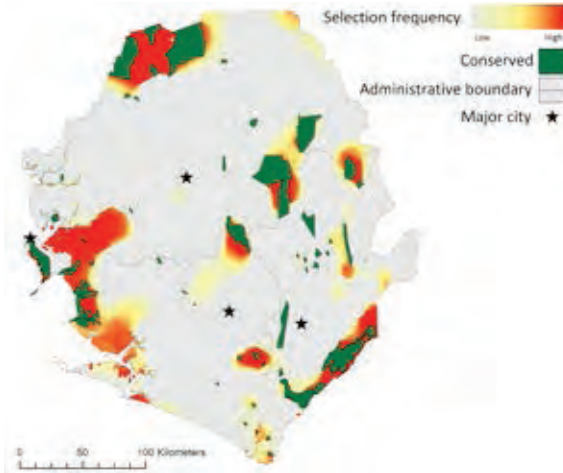 Selection frequency
Low High
Conserved
Administrative boundary
Major city
0 50 100 Kilometers